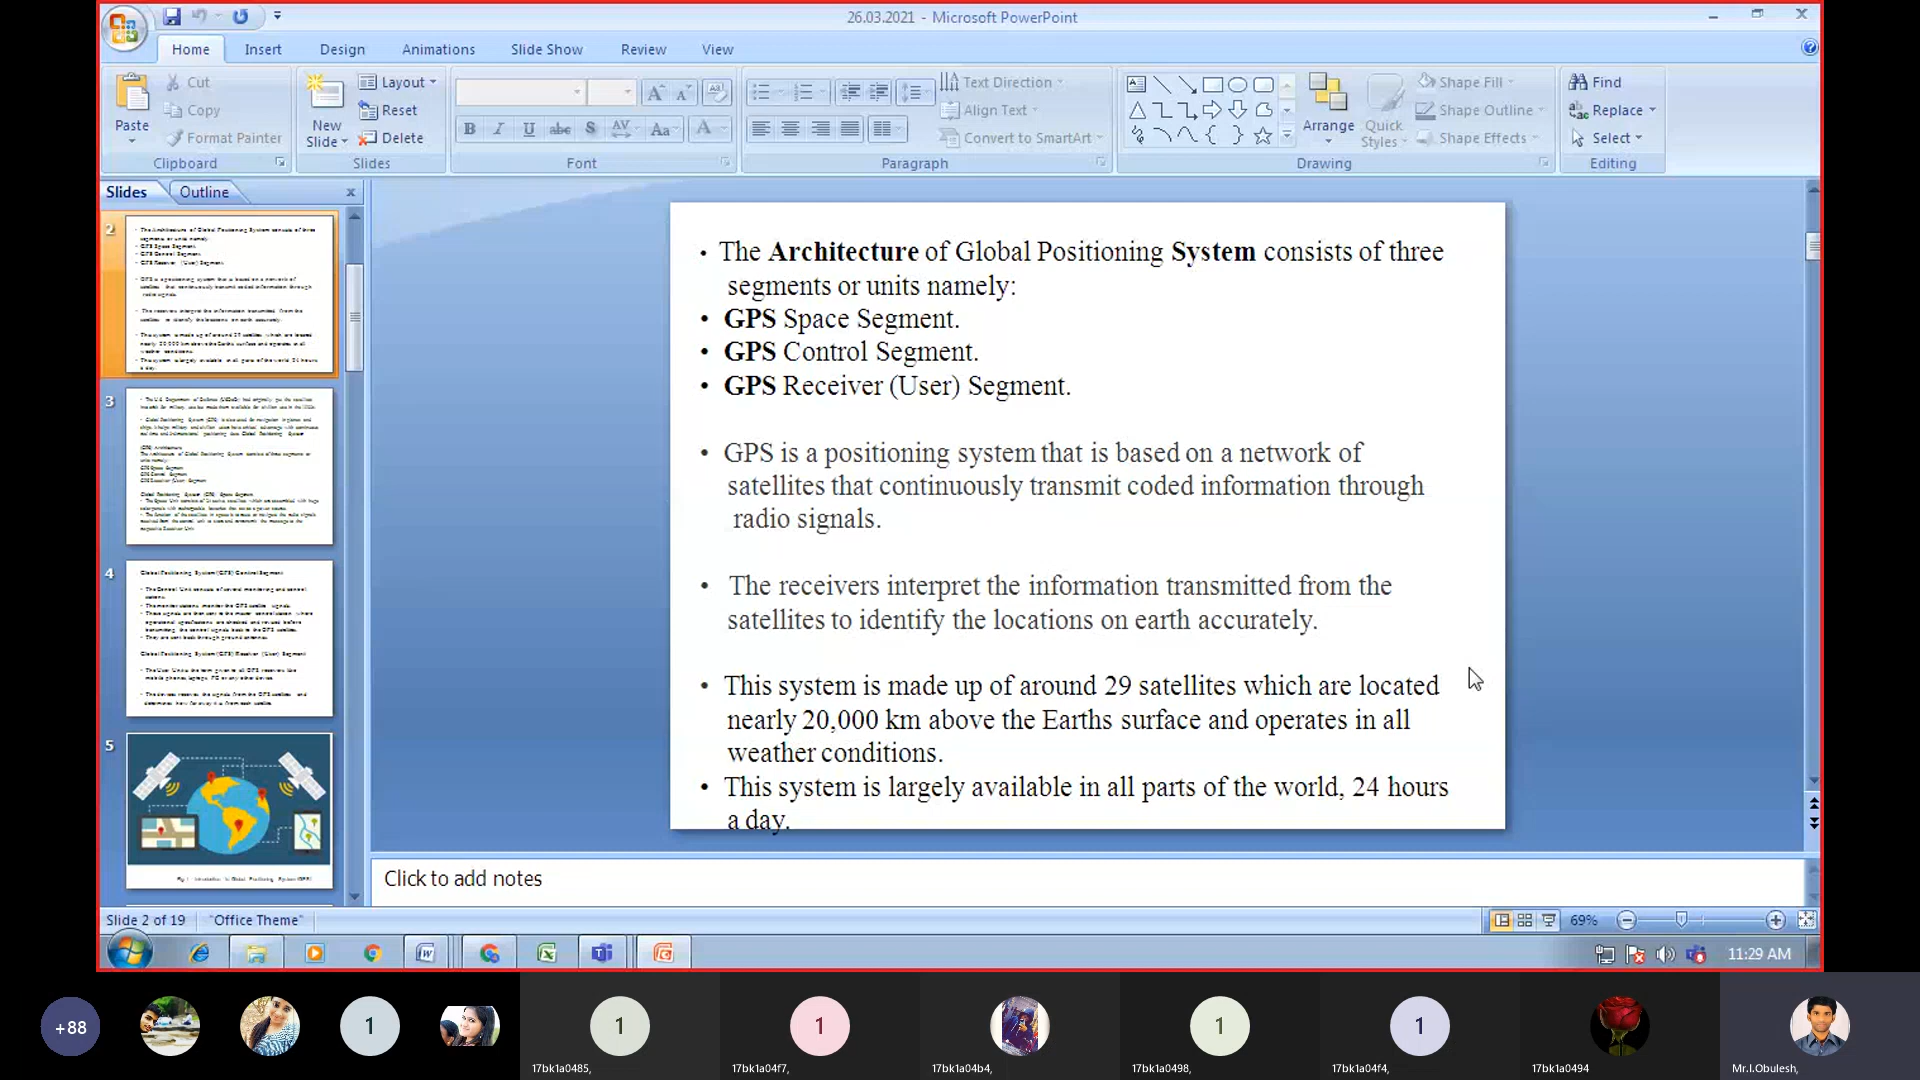 26.03.2021 - Microsoft PowerPoint
Home Insert Design Animations Slide Show Review View
Paste
Cut
Copy
Format Painter
Clipboard
New
Slide
Layout
Reset
Delete
Slides
Font
Text Direction
Align Text
Convert to SmartArt
Paragraph
Arrange
Quick
Styles
Shape Fill
Shape Outline
Shape Effects
Drawing
Find
Replace
Select
Editing
Slides Outline
2
3
4
5
• The Architecture of Global Positioning System consists of three
segments or units namely:
• GPS Space Segment.
• GPS Control Segment.
• GPS Receiver (User) Segment.
• GPS is a positioning system that is based on a network of
satellites that continuously transmit coded information through
radio signals.
• The receivers interpret the information transmitted from the
satellites to identify the locations on earth accurately.
• This system is made up of around 29 satellites which are located
nearly 20,000 km above the Earths surface and operates in all
weather conditions.
• This system is largely available in all parts of the world, 24 hours
a day.
Click to add notes
Slide 2 of 19 "Office Theme" 69%
11:29 AM
+88 1 1 1 1 1
17bk1a0485, 17bk1a04f7, 17bk1a04b4, 17bk1a0498, 17bk1a04f4, 17bk1a0494 Mr.I.Obulesh,